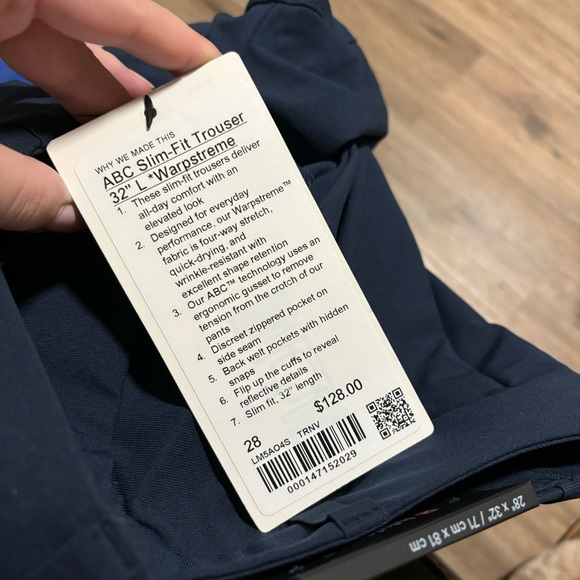 WHY WE MADE THIS
ABC Slim-Fit Trouser
32" L *Warpstreme
1. These slim-fit trousers deliver
all-day comfort with an
elevated look
2. Designed for everyday
performance, our Warpstreme™
fabric is four-way stretch,
quick-drying, and
wrinkle-resistant with
excellent shape retention
3. Our ABC™ technology uses an
ergonomic gusset to remove
tension from the crotch of our
pants
4. Discreet zippered pocket on
side seam
5. Back welt pockets with hidden
snaps
6. Flip up the cuffs to reveal
reflective details
7. Slim fit, 32" length
$128.00
28
LM5AO4S TRNV
000147152029
28" x 32" / 71 cm x 81 cm